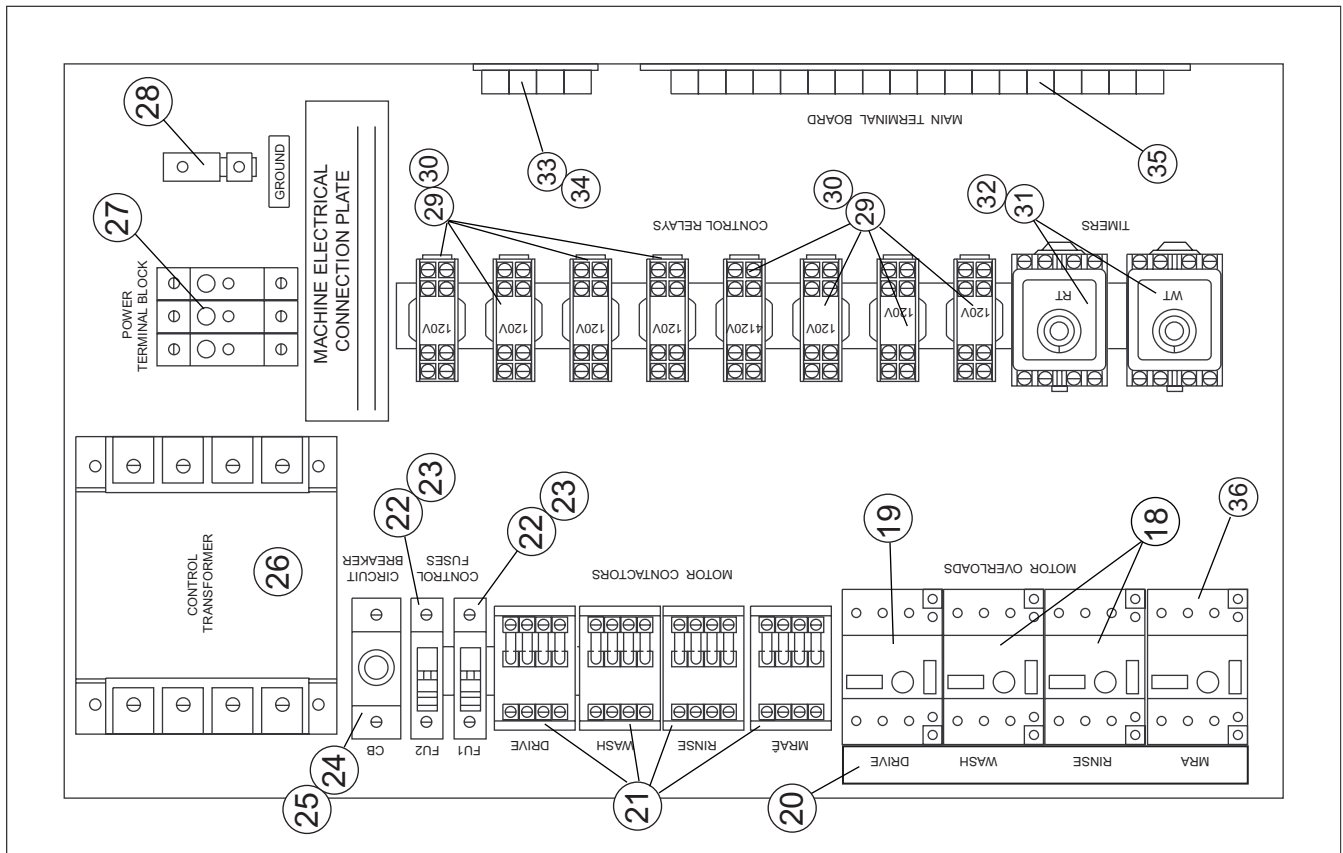 28
GROUND
27
POWER
TERMINAL BLOCK
MACHINE ELECTRICAL
CONNECTION PLATE
33
34
MAIN TERMINAL BOARD
35
30
29
CONTROL RELAYS
30
29
32
31
TIMERS
120V
120V
120V
120V
4120V
120V
120V
120V
RT
WT
CONTROL
TRANSFORMER
26
22
23
22
23
CIRCUIT
BREAKER
CONTROL
FUSES
MOTOR CONTACTORS
19
18
36
MOTOR OVERLOADS
CB
FU2
FU1
DRIVE
WASH
RINSE
MRAÊ
25
24
21
20
DRIVE
WASH
RINSE
MRA